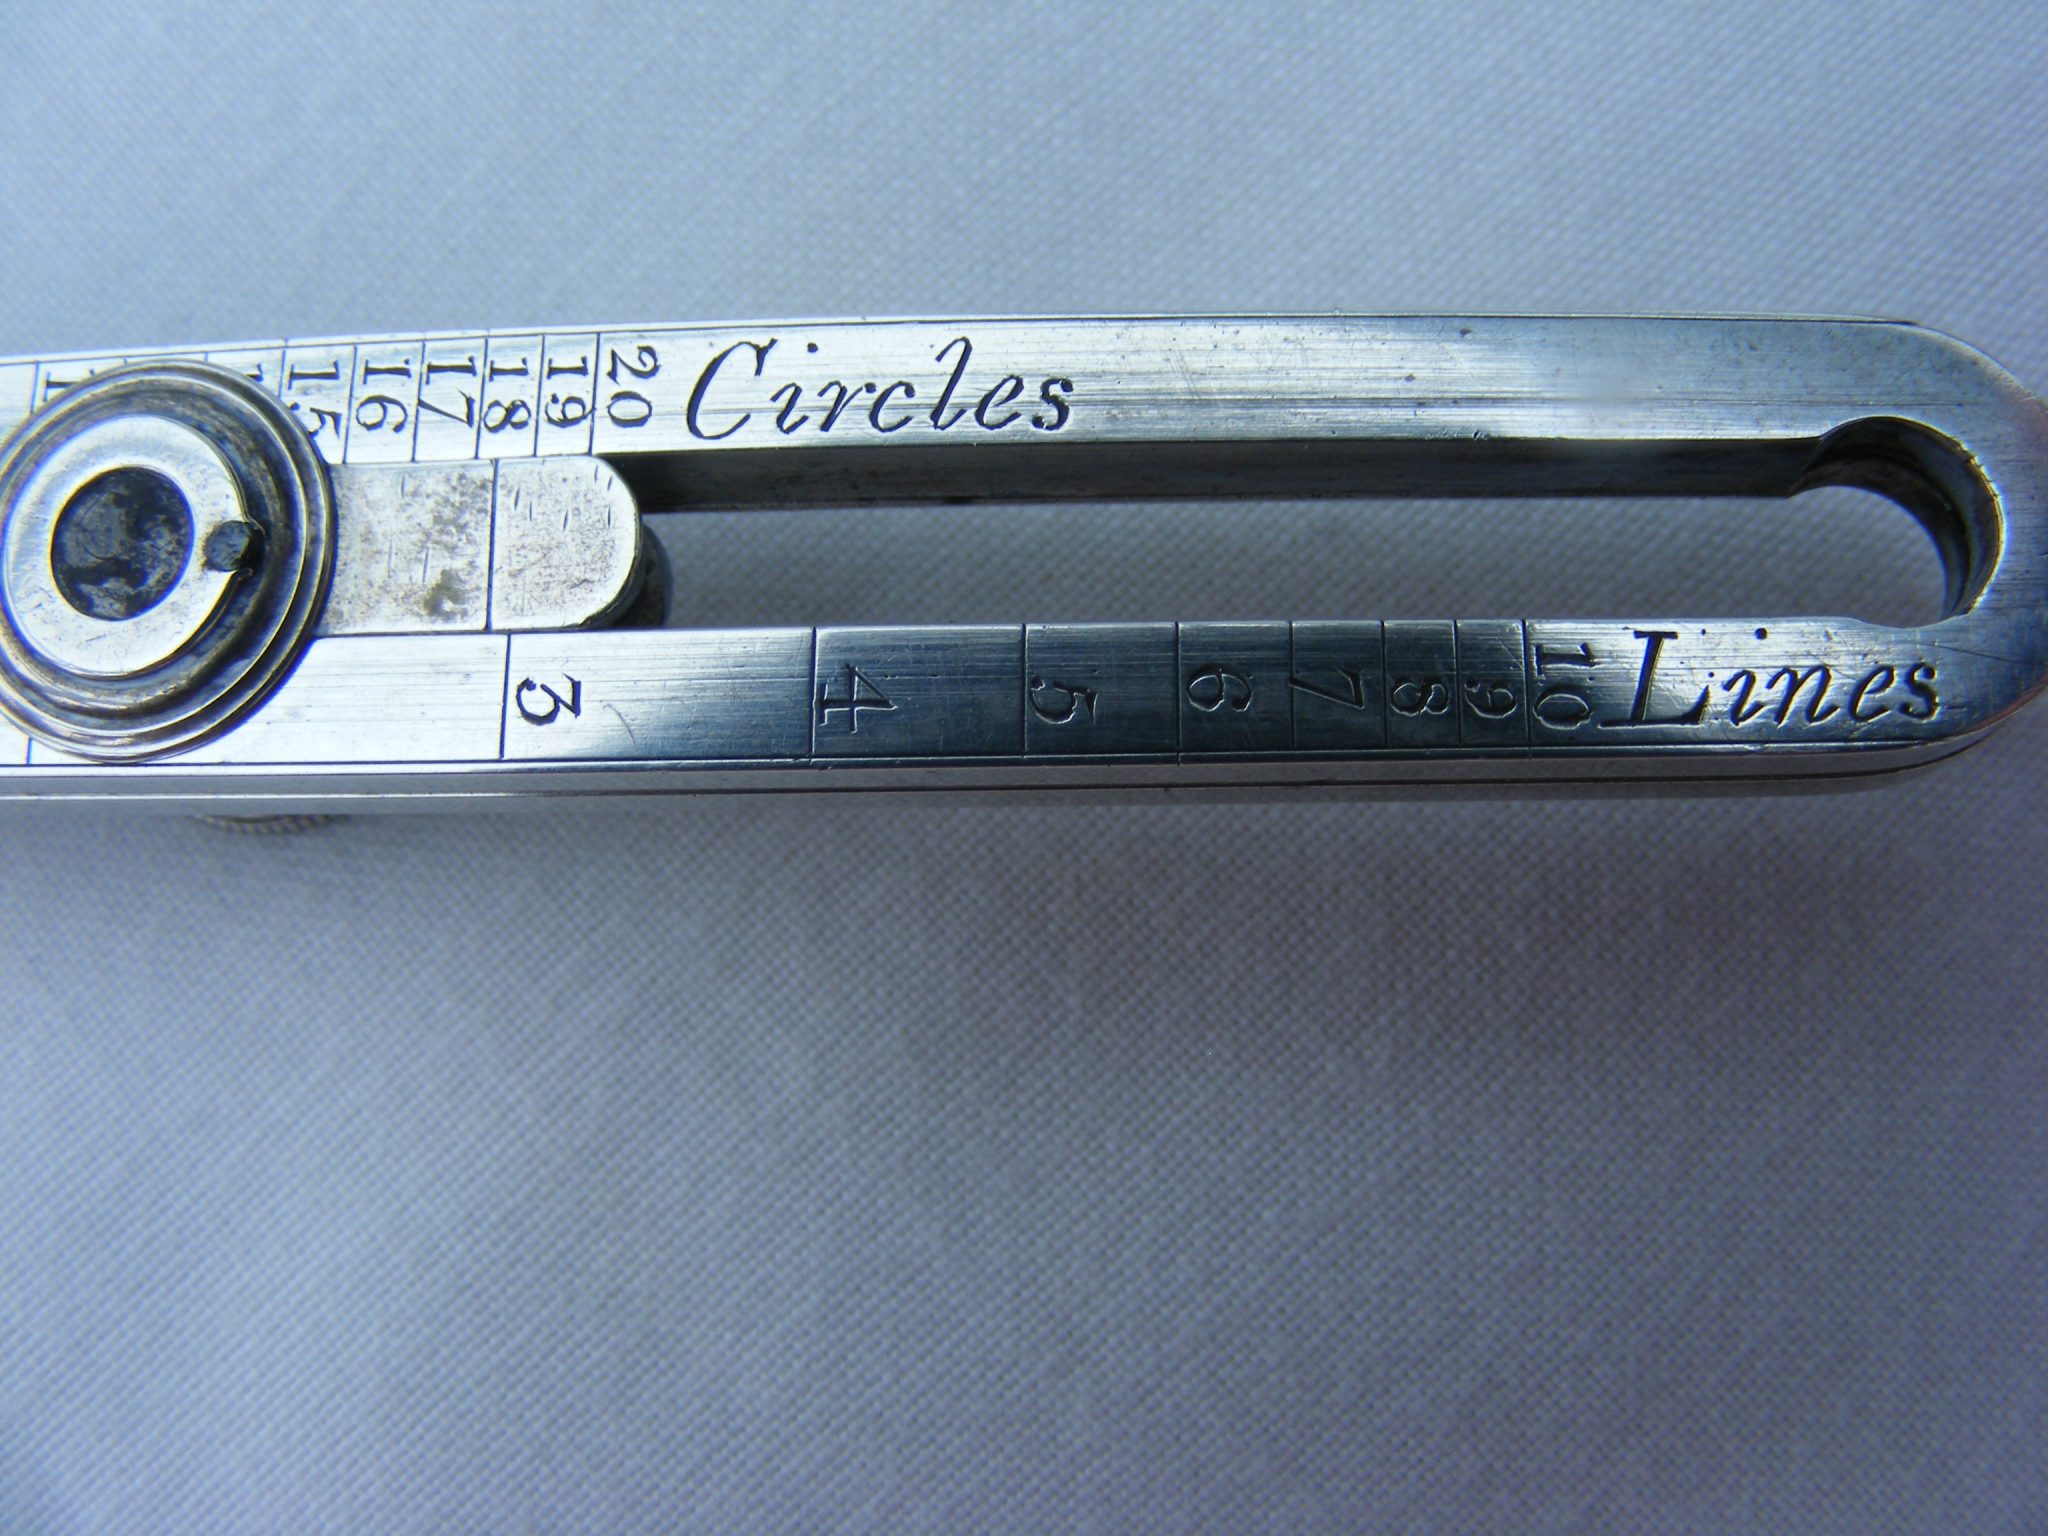 15 16 17 18 19 20 Circles
3 4 5 6 7 8 9 10 Lines